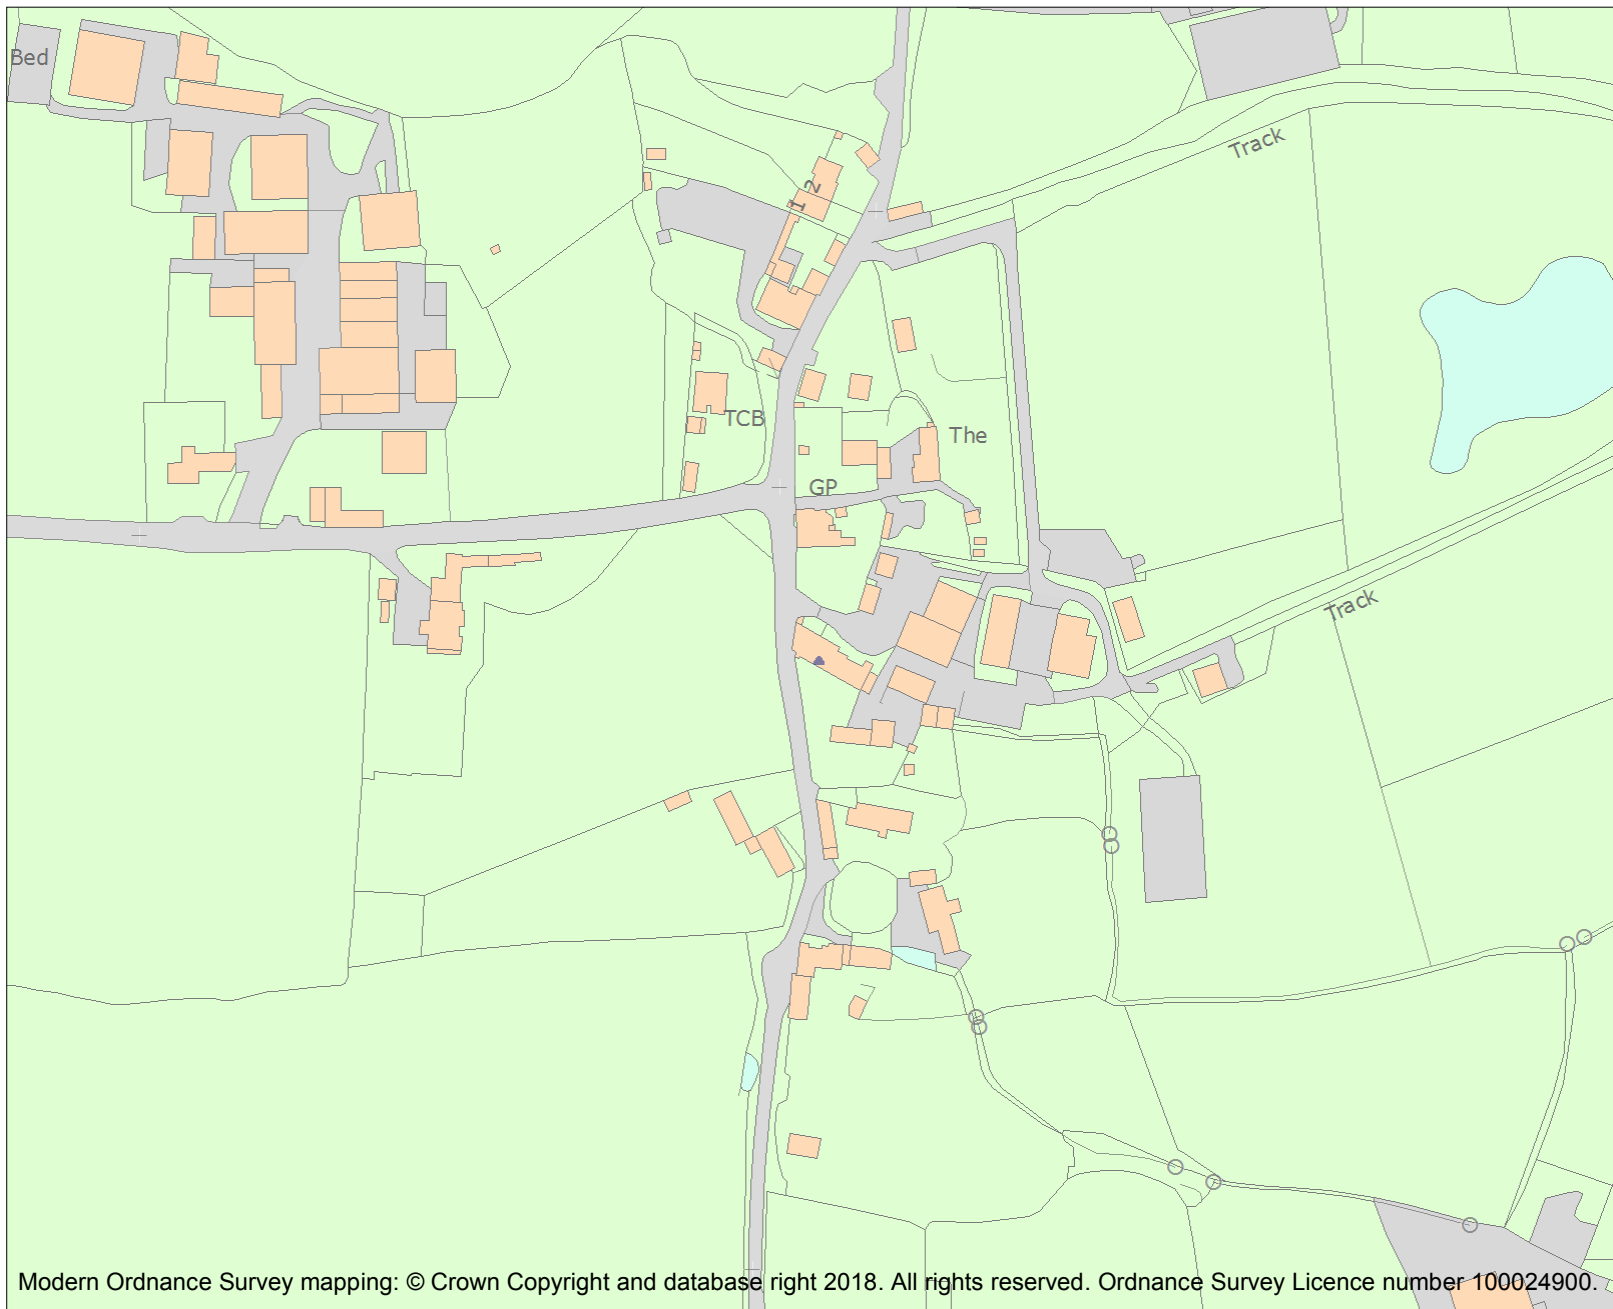 Bed
Track
1 2
TCB
The
GP
Track
Modern Ordnance Survey mapping: © Crown Copyright and database right 2018. All rights reserved. Ordnance Survey Licence number 100024900.